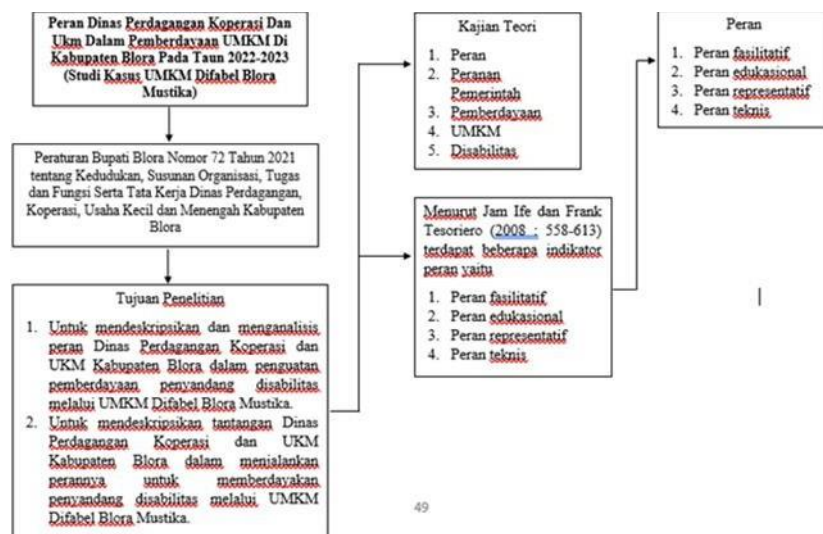 Peran Dinas Perdagangan Koperasi Dan
Ukm Dalam Pemberdayaan UMKM Di
Kabupaten Blora Pada Taun 2022-2023
(Studi Kasus UMKM Difabel Blora
Mustika)
Peraturan Bupati Blora Nomor 72 Tahun 2021
tentang Kedudukan, Susunan Organisasi, Tugas
dan Fungsi Serta Tata Kerja Dinas Perdagangan,
Koperasi, Usaha Kecil dan Menengah Kabupaten
Blora
Tujuan Penelitian
1. Untuk mendeskripsikan dan menganalisis
peran Dinas Perdagangan Koperasi dan
UKM Kabupaten Blora dalam penguatan
pemberdayaan penyandang disabilitas
melalui UMKM Difabel Blora Mustika.
2. Untuk mendeskripsikan tantangan Dinas
Perdagangan Koperasi dan UKM
Kabupaten Blora dalam menjalankan
perannya untuk memberdayakan
penyandang disabilitas melalui UMKM
Difabel Blora Mustika.
Kajian Teori
1. Peran
2. Peranan
Pemerintah
3. Pemberdayaan
4. UMKM
5. Disabilitas
Menurut Jam Ife dan Frank
Tesoriero (2008 : 558-613)
terdapat beberapa indikator
peran yaitu
1. Peran fasilitatif
2. Peran edukasional
3. Peran representatif
4. Peran teknis
Peran
1. Peran fasilitatif
2. Peran edukasional
3. Peran representatif
4. Peran teknis
49